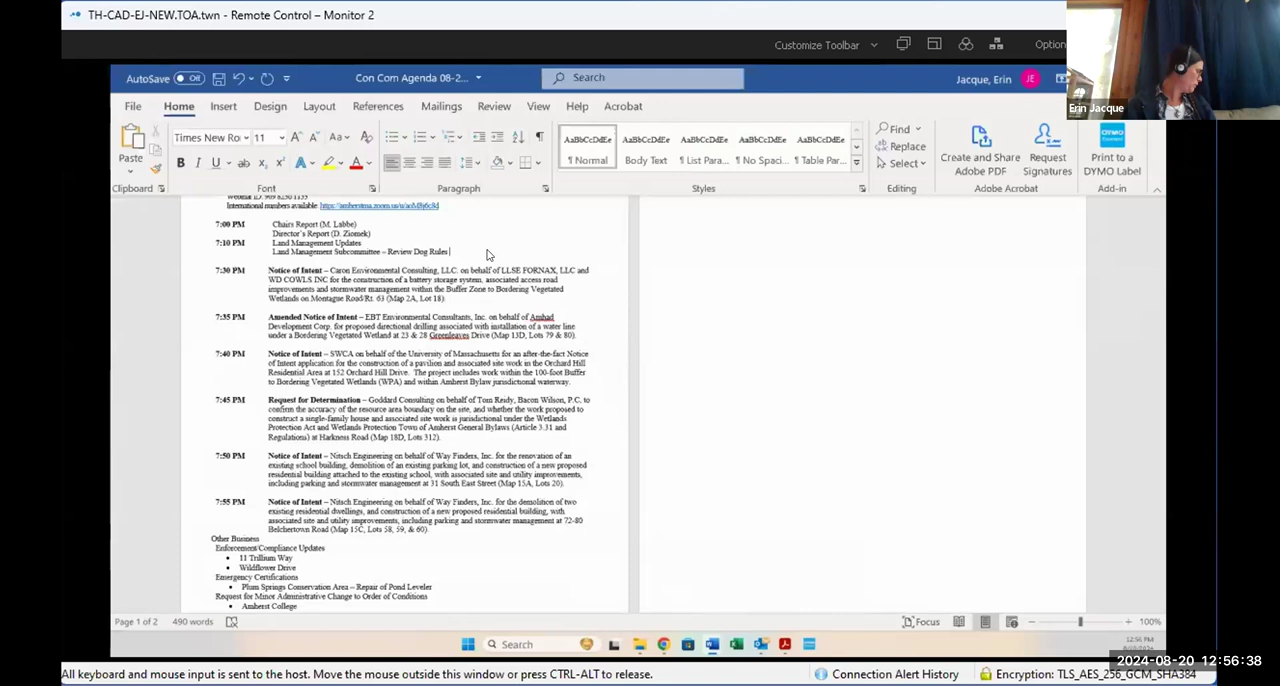 TH-CAD-EJ-NEW.TOA.twn - Remote Control – Monitor 2
Customize Toolbar
Option
Erin Jacque
AutoSave Off
Con Com Agenda 08-2...
Search
Jacque, Erin JE
File Home Insert Design Layout References Mailings Review View Help Acrobat
Paste
Clipboard
Times New Ro 11
Font
Paragraph
AaBbCcDdEe AaBbCcDdEe AaBbCcDdEe AaBbCcDdEe AaBbCcDdEe
¶ Normal Body Text ¶ List Para... ¶ No Spaci... ¶ Table Par...
Styles
Find
Replace
Select
Editing
Create and Share Adobe PDF
Request Signatures
Adobe Acrobat
DYMO
Print to a DYMO Label
Add-in
International numbers available:
7:00 PM Chairs Report (M. Labbe)
Director's Report (D. Ziomek)
7:10 PM Land Management Updates
Land Management Subcommittee – Review Dog Rules
7:30 PM Notice of Intent – Caron Environmental Consulting, LLC. on behalf of LLSE FORNAX, LLC and
WD COWLS INC for the construction of a battery storage system, associated access road
improvements and stormwater management within the Buffer Zone to Bordering Vegetated
Wetlands on Montague Road/Rt. 63 (Map 2A, Lot 18).
7:35 PM Amended Notice of Intent – EBT Environmental Consultants, Inc. on behalf of Amhad
Development Corp. for proposed directional drilling associated with installation of a water line
under a Bordering Vegetated Wetland at 23 & 28 Greenleaves Drive (Map 13D, Lots 79 & 80).
7:40 PM Notice of Intent – SWCA on behalf of the University of Massachusetts for an after-the-fact Notice
of Intent application for the construction of a pavilion and associated site work in the Orchard Hill
Residential Area at 152 Orchard Hill Drive. The project includes work within the 100-foot Buffer
to Bordering Vegetated Wetlands (WPA) and within Amherst Bylaw jurisdictional waterway.
7:45 PM Request for Determination – Goddard Consulting on behalf of Tom Reidy, Bacon Wilson, P.C. to
confirm the accuracy of the resource area boundary on the site, and whether the work proposed to
construct a single-family house and associated site work is jurisdictional under the Wetlands
Protection Act and Wetlands Protection Town of Amherst General Bylaws (Article 3.31 and
Regulations) at Harkness Road (Map 18D, Lots 312).
7:50 PM Notice of Intent – Nitsch Engineering on behalf of Way Finders, Inc. for the renovation of an
existing school building, demolition of an existing parking lot, and construction of a new proposed
residential building attached to the existing school, with associated site and utility improvements,
including parking and stormwater management at 31 South East Street (Map 15A, Lots 20).
7:55 PM Notice of Intent – Nitsch Engineering on behalf of Way Finders, Inc. for the demolition of two
existing residential dwellings, and construction of a new proposed residential building, with
associated site and utility improvements, including parking and stormwater management at 72-80
Belchertown Road (Map 15C, Lots 58, 59, & 60).
Other Business
Enforcement/Compliance Updates
• 11 Trillium Way
• Wildflower Drive
Emergency Certifications
• Plum Springs Conservation Area – Repair of Pond Leveler
Request for Minor Administrative Change to Order of Conditions
• Amherst College
Page 1 of 2 490 words
Focus
100%
Search
12:56 PM
2024-08-20 12:56:38
All keyboard and mouse input is sent to the host. Move the mouse outside this window or press CTRL-ALT to release.
Connection Alert History
Encryption: TLS_AES_256_GCM_SHA384